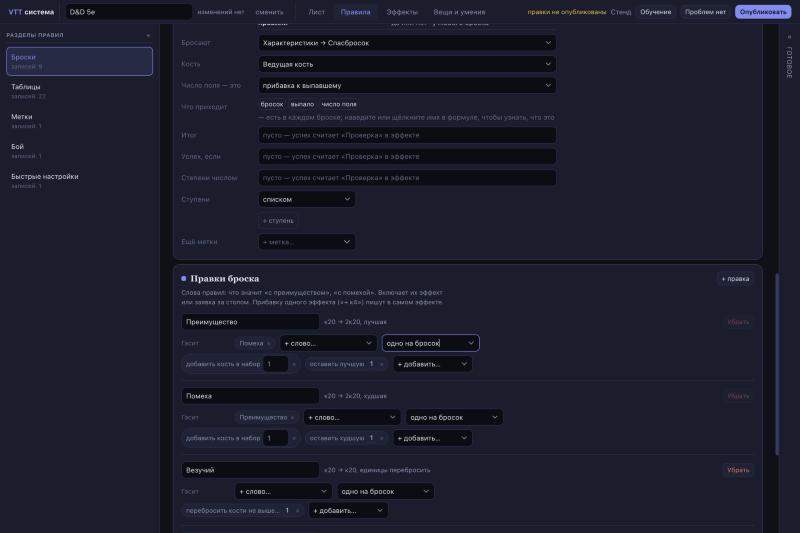 VTT система
D&D 5e
изменений нет
сменить
Лист
Правила
Эффекты
Вещи и умения
правки не опубликованы
Стенд
Обучение
Проблем нет
Опубликовать
РАЗДЕЛЫ ПРАВИЛ «
Броски
записей: 9
Таблицы
записей: 22
Метки
записей: 1
Бой
записей: 1
Быстрые настройки
записей: 1
« ГОТОВОЕ
Бросают Характеристики → Спасбросок
Кость Ведущая кость
Число поля — это прибавка к выпавшему
Что приходит бросок выпало число поля
— есть в каждом броске; наведите или щёлкните имя в формуле, чтобы узнать, что это
Итог пусто — успех считает «Проверка» в эффекте
Успех, если пусто — успех считает «Проверка» в эффекте
Степени числом пусто — успех считает «Проверка» в эффекте
Ступени списком
+ ступень
Ещё метки + метка...
Правки броска + правка
Слова правил: что значит «с преимуществом», «с помехой». Включает их эффект
или заявка за столом. Прибавку одного эффекта («+ к4») пишут в самом эффекте.
Преимущество к20 → 2к20, лучшая Убрать
Гасит Помеха × + слово... одно на бросок
добавить кость в набор 1 × оставить лучшую 1 × + добавить...
Помеха к20 → 2к20, худшая Убрать
Гасит Преимущество × + слово... одно на бросок
добавить кость в набор 1 × оставить худшую 1 × + добавить...
Везучий к20 → к20, единицы перебросить Убрать
Гасит + слово... одно на бросок
перебросить кости не выше... 1 × + добавить...